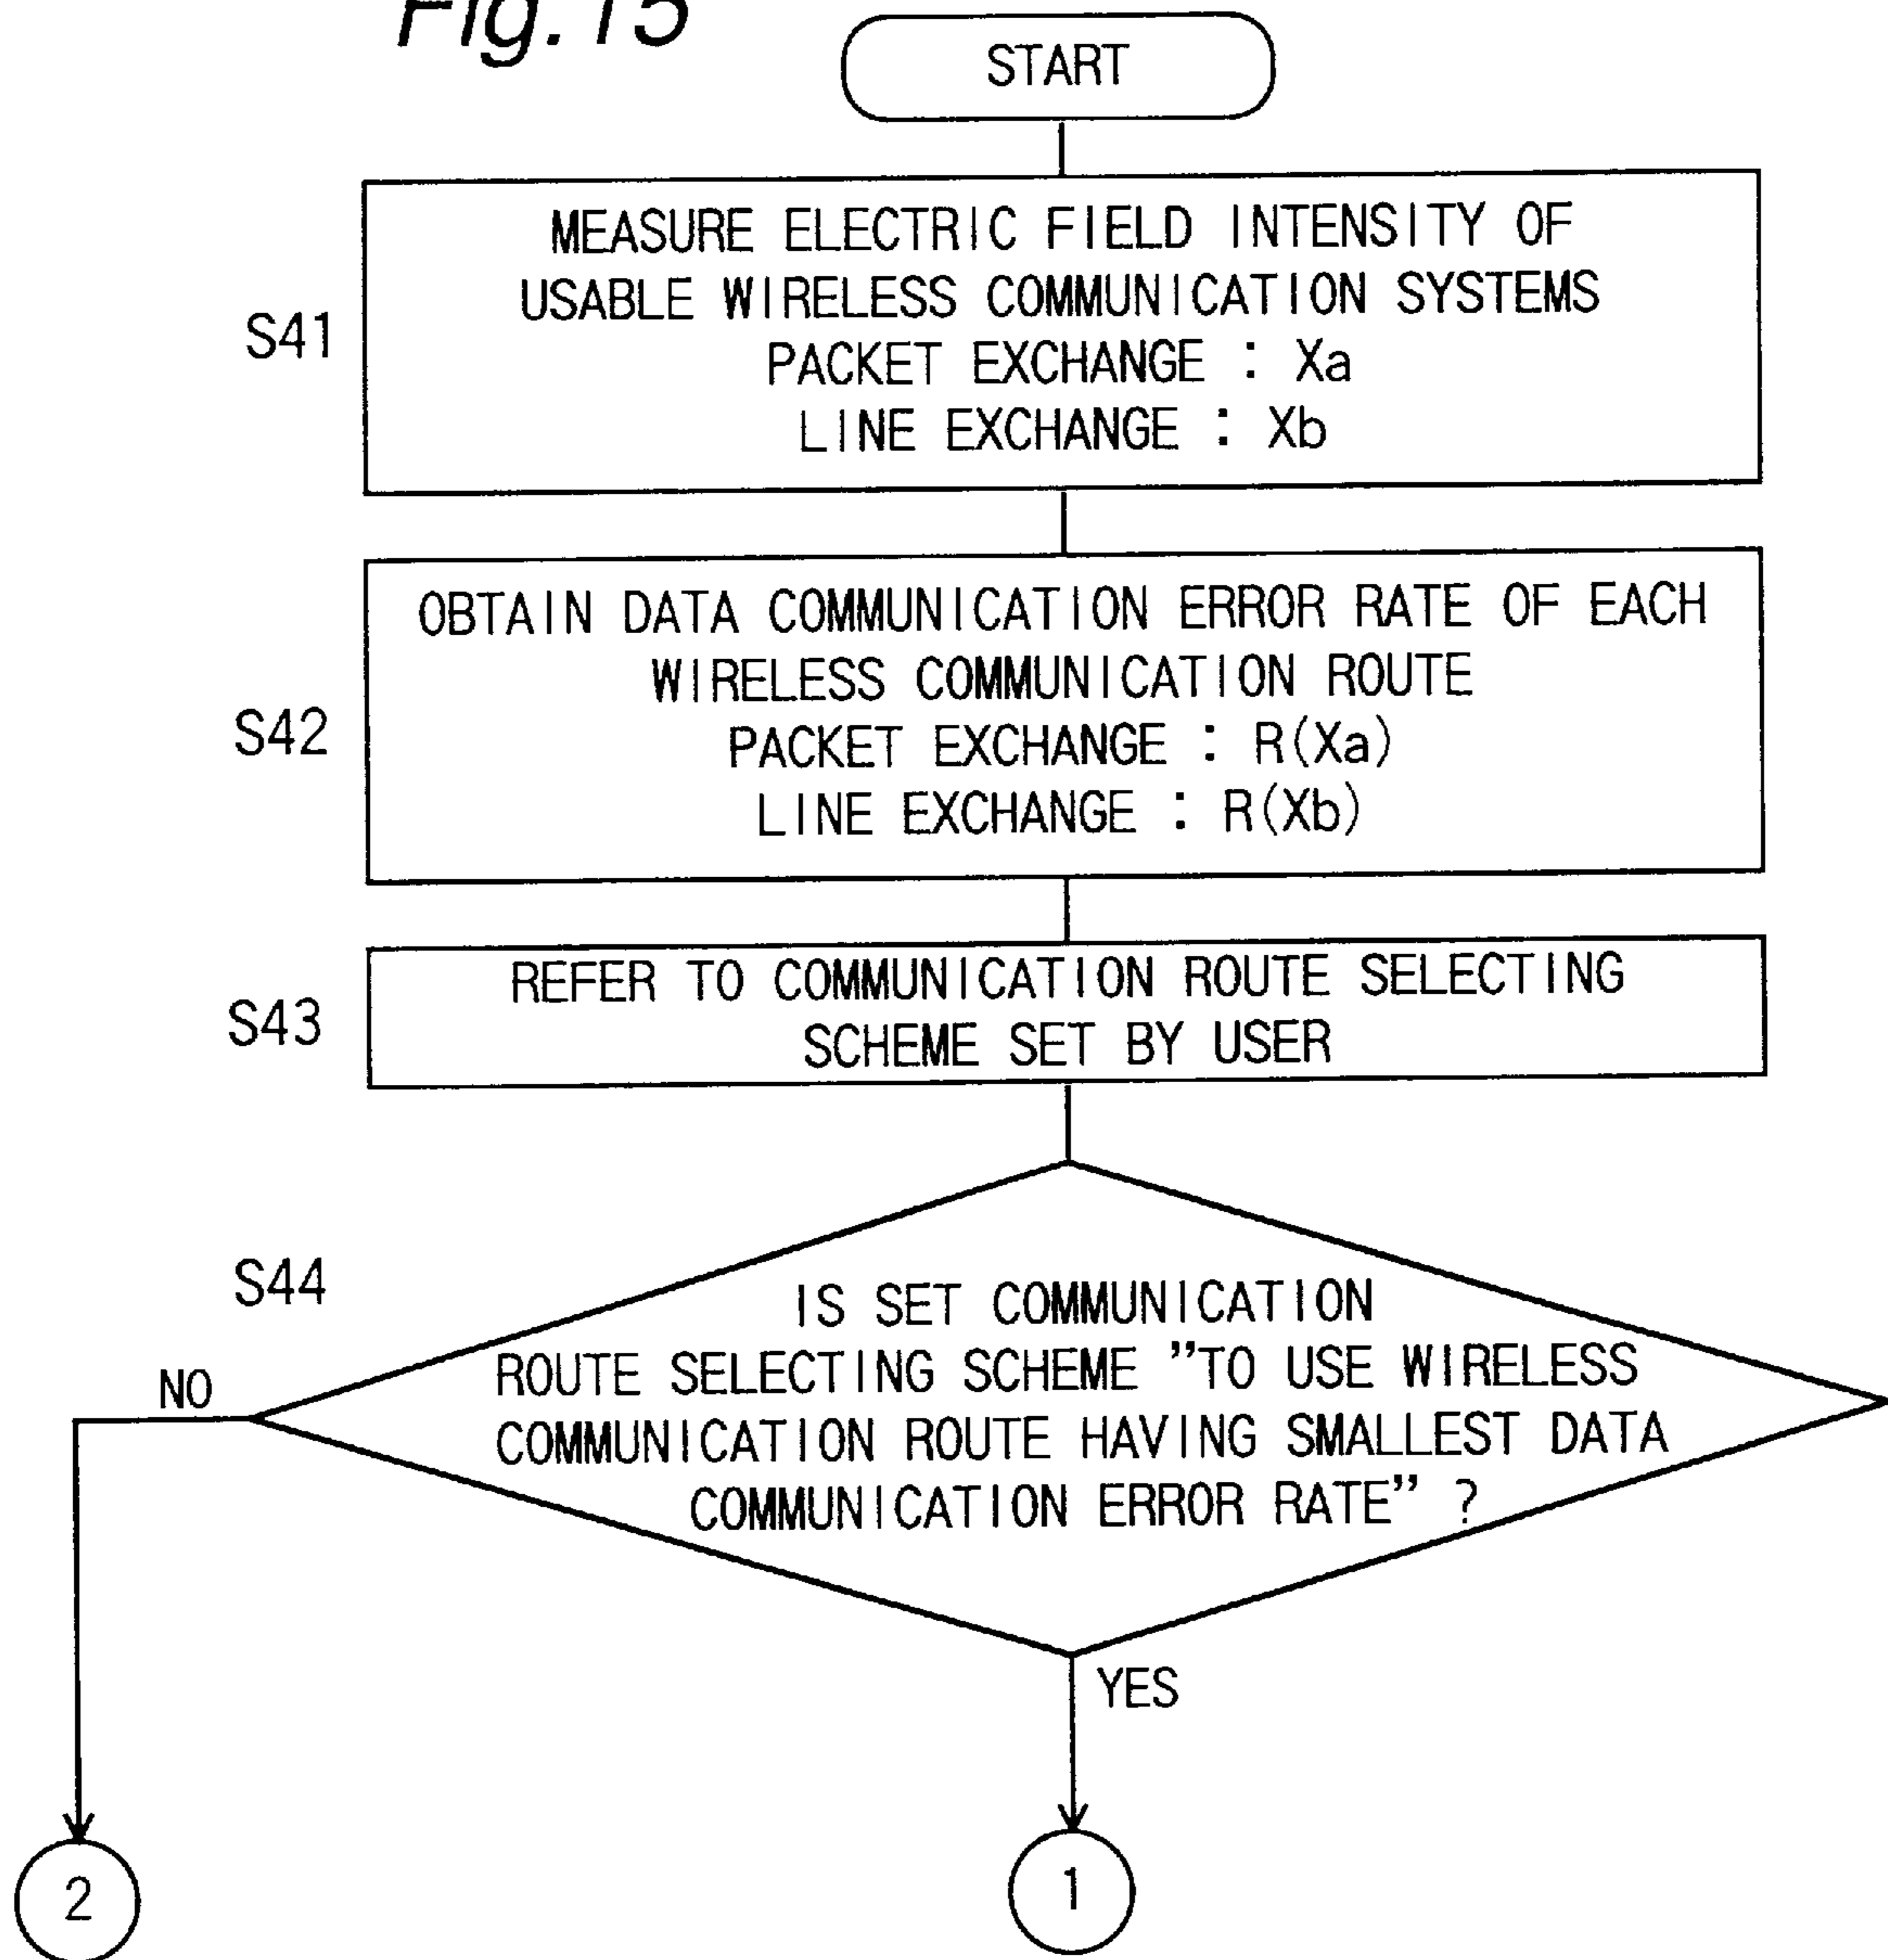 Fig. 15
START
S41
MEASURE ELECTRIC FIELD INTENSITY OF
USABLE WIRELESS COMMUNICATION SYSTEMS
PACKET EXCHANGE : Xa
LINE EXCHANGE : Xb
S42
OBTAIN DATA COMMUNICATION ERROR RATE OF EACH
WIRELESS COMMUNICATION ROUTE
PACKET EXCHANGE : R(Xa)
LINE EXCHANGE : R(Xb)
S43
REFER TO COMMUNICATION ROUTE SELECTING
SCHEME SET BY USER
S44
IS SET COMMUNICATION
ROUTE SELECTING SCHEME "TO USE WIRELESS
COMMUNICATION ROUTE HAVING SMALLEST DATA
COMMUNICATION ERROR RATE" ?
NO
YES
2
1